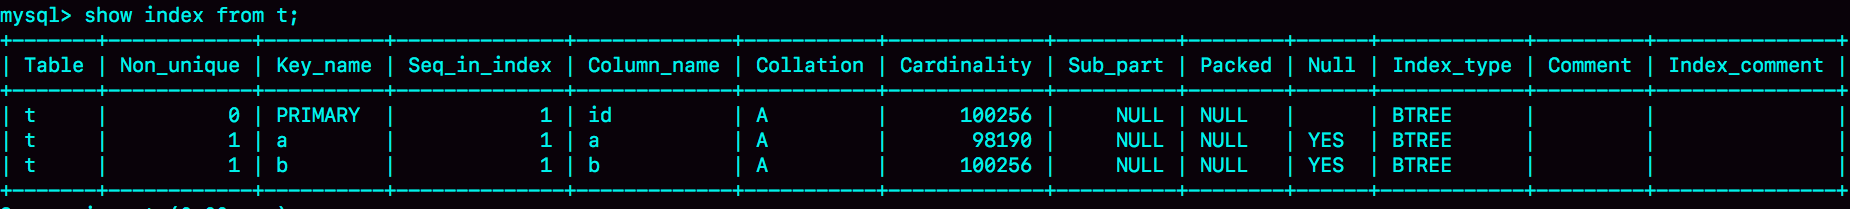 mysql> show index from t;
+-------+------------+----------+--------------+-------------+-----------+-------------+----------+--------+------+------------+---------+---------------+
| Table | Non_unique | Key_name | Seq_in_index | Column_name | Collation | Cardinality | Sub_part | Packed | Null | Index_type | Comment | Index_comment |
+-------+------------+----------+--------------+-------------+-----------+-------------+----------+--------+------+------------+---------+---------------+
| t     |          0 | PRIMARY  |            1 | id          | A         |      100256 |     NULL | NULL   |      | BTREE      |         |               |
| t     |          1 | a        |            1 | a           | A         |       98190 |     NULL | NULL   | YES  | BTREE      |         |               |
| t     |          1 | b        |            1 | b           | A         |      100256 |     NULL | NULL   | YES  | BTREE      |         |               |
+-------+------------+----------+--------------+-------------+-----------+-------------+----------+--------+------+------------+---------+---------------+